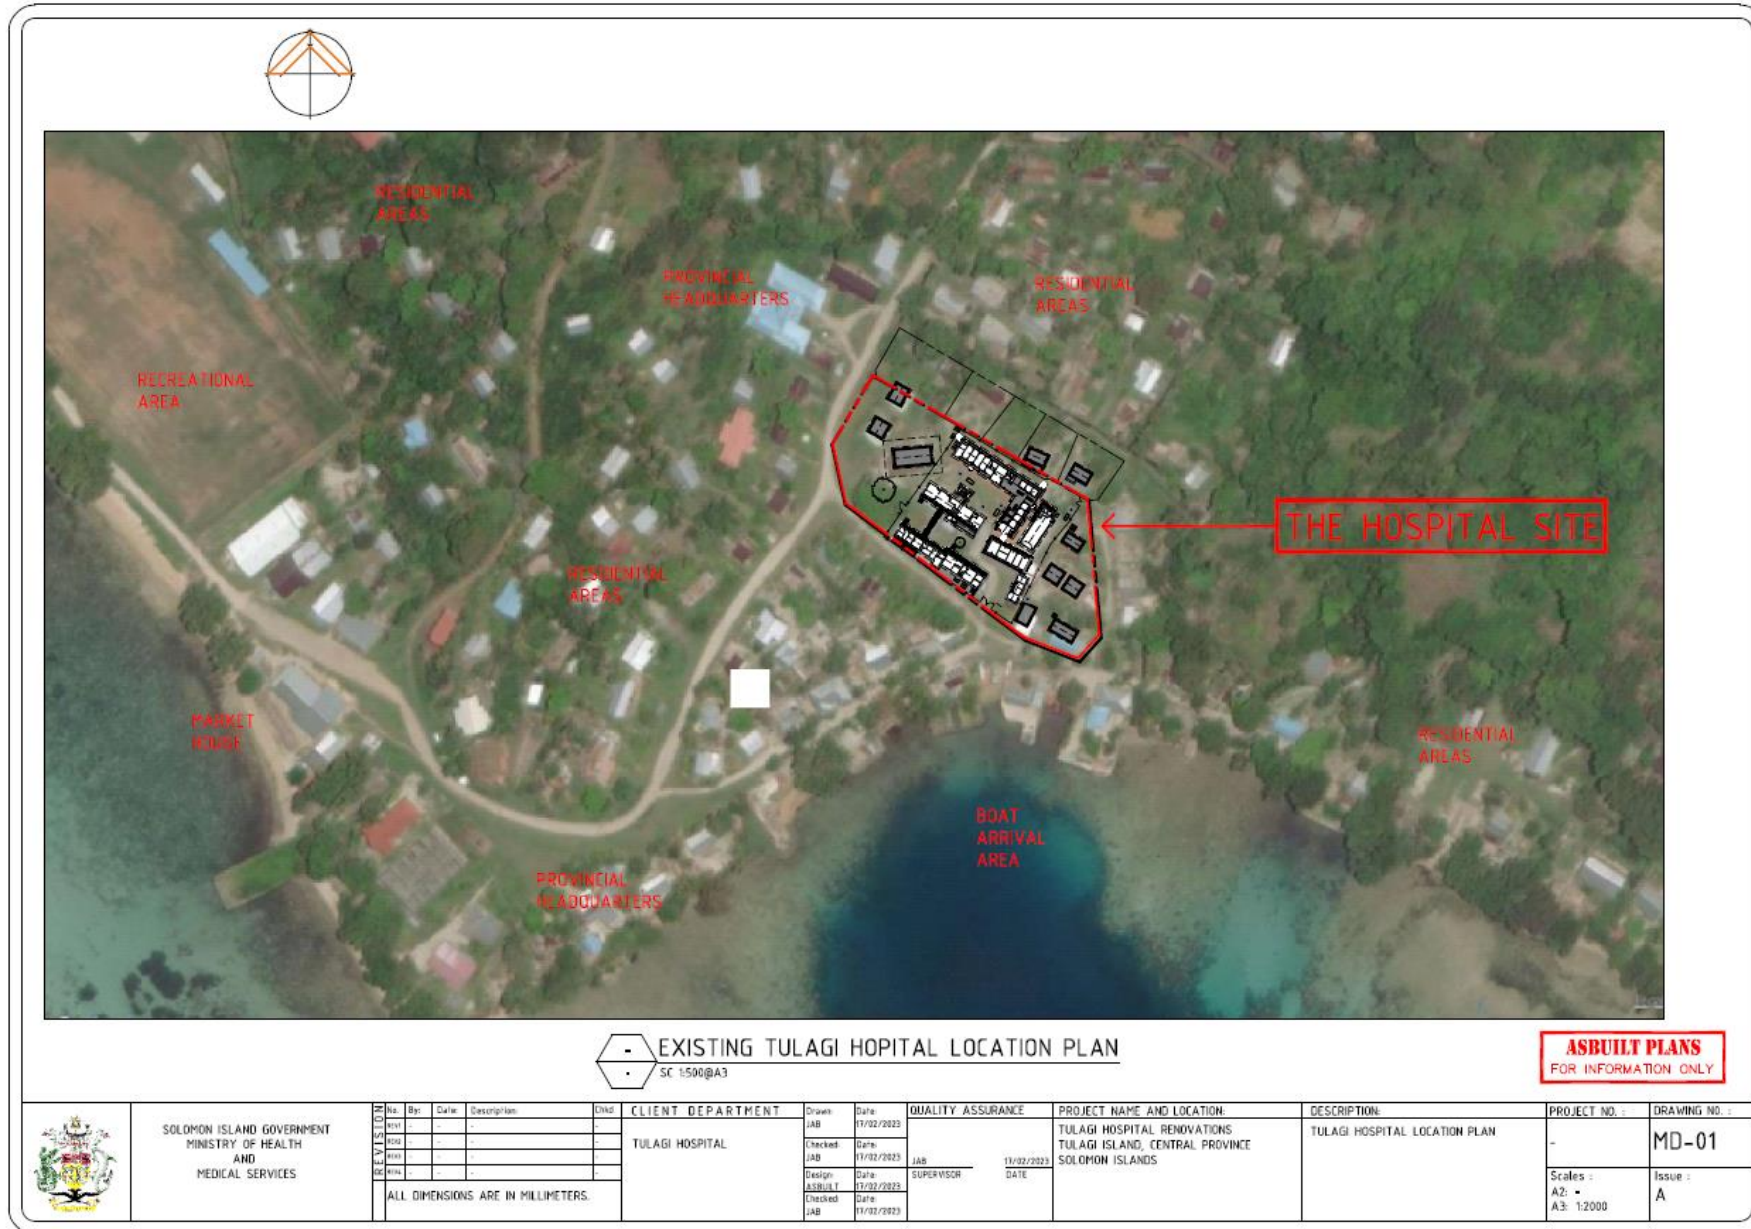 RESIDENTIAL
AREAS
PROVINCIAL
HEADQUARTERS
RESIDENTIAL
AREAS
RECREATIONAL
AREA
THE HOSPITAL SITE
RESIDENTIAL
AREAS
MARKET
HOUSE
RESIDENTIAL
AREAS
BOAT
ARRIVAL
AREA
PROVINCIAL
HEADQUARTERS
-
EXISTING TULAGI HOPITAL LOCATION PLAN
SC 1:500@A3
ASBUILT PLANS
FOR INFORMATION ONLY
SOLOMON ISLAND GOVERNMENT
MINISTRY OF HEALTH
AND
MEDICAL SERVICES
REVISION
No. By: Date: Description: Chkd
REV1 - - - -
REV2 - - - -
REV3 - - - -
REV4 - - - -
ALL DIMENSIONS ARE IN MILLIMETERS.
CLIENT DEPARTMENT
TULAGI HOSPITAL
Drawn: Date:
JAB 17/02/2023
Checked: Date:
JAB 17/02/2023
Design: Date:
ASBUILT 17/02/2023
Checked: Date:
JAB 17/02/2023
QUALITY ASSURANCE
JAB 17/02/2023
SUPERVISOR DATE
PROJECT NAME AND LOCATION:
TULAGI HOSPITAL RENOVATIONS
TULAGI ISLAND, CENTRAL PROVINCE
SOLOMON ISLANDS
DESCRIPTION:
TULAGI HOSPITAL LOCATION PLAN
PROJECT NO. :
-
Scales :
A2: -
A3: 1:2000
DRAWING NO. :
MD-01
Issue :
A